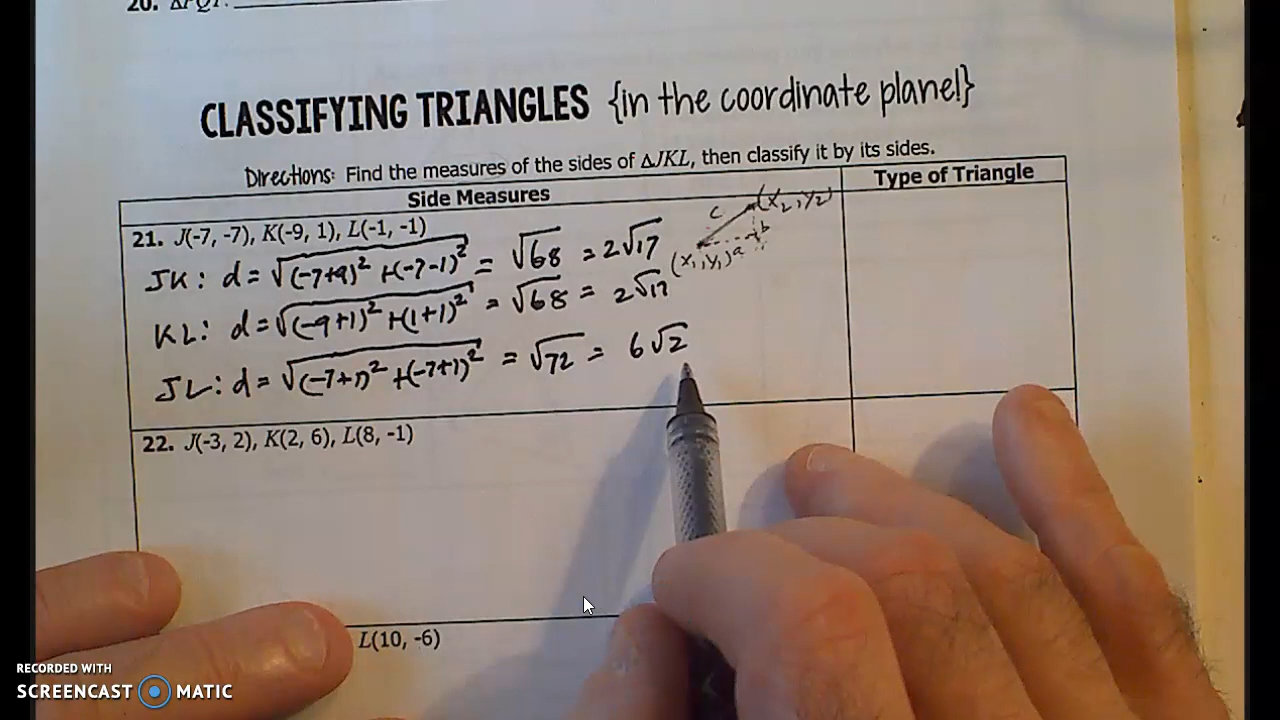 20. ΔPQT:
CLASSIFYING TRIANGLES {in the coordinate plane!}
Directions: Find the measures of the sides of ΔJKL, then classify it by its sides.
Side Measures
Type of Triangle
21. J(-7, -7), K(-9, 1), L(-1, -1)
JK: d = √(-7+9)² + (-7-1)² = √68 = 2√17
KL: d = √(-9+1)² + (1+1)² = √68 = 2√17
JL: d = √(-7+1)² + (-7+1)² = √72 = 6√2
c (x₂, y₂)
b
(x₁, y₁) a
22. J(-3, 2), K(2, 6), L(8, -1)
L(10, -6)
RECORDED WITH
SCREENCAST MATIC